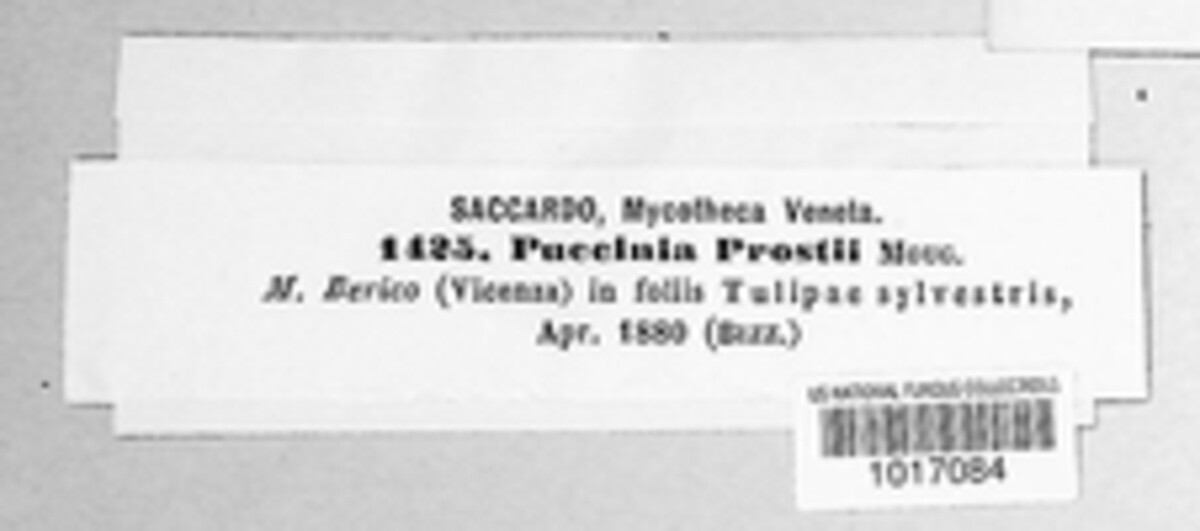 SACCARDO, Mycotheca Veneta.
1425. Puccinia Prostii Moug.
M. Berico (Vicenza) in foliis Tulipae sylvestris,
Apr. 1880 (Bizz.)
US NATIONAL FUNGUS COLLECTIONS
1017084